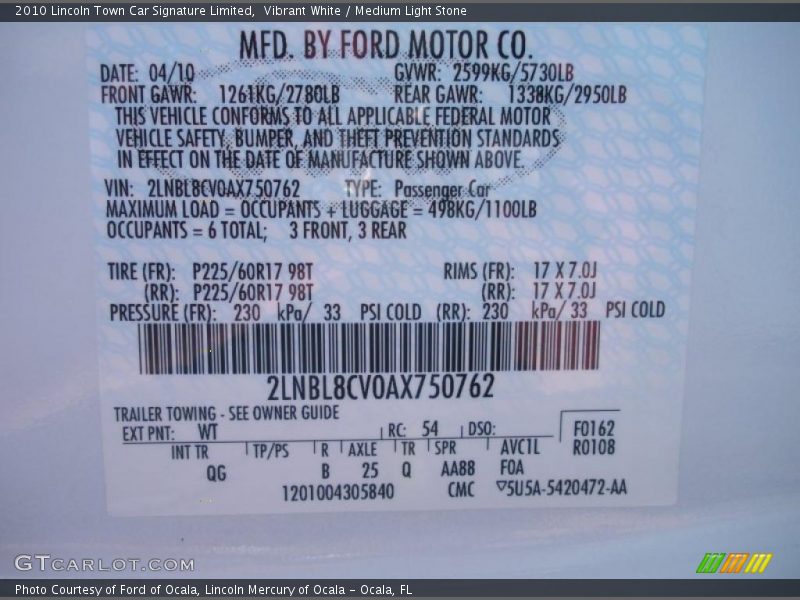 2010 Lincoln Town Car Signature Limited, Vibrant White / Medium Light Stone
MFD. BY FORD MOTOR CO.
DATE: 04/10 GVWR: 2599KG/5730LB
FRONT GAWR: 1261KG/2780LB REAR GAWR: 1338KG/2950LB
THIS VEHICLE CONFORMS TO ALL APPLICABLE FEDERAL MOTOR
VEHICLE SAFETY, BUMPER, AND THEFT PREVENTION STANDARDS
IN EFFECT ON THE DATE OF MANUFACTURE SHOWN ABOVE.
VIN: 2LNBL8CV0AX750762 TYPE: Passenger Car
MAXIMUM LOAD = OCCUPANTS + LUGGAGE = 498KG/1100LB
OCCUPANTS = 6 TOTAL; 3 FRONT, 3 REAR
TIRE (FR): P225/60R17 98T RIMS (FR): 17 X 7.0J
(RR): P225/60R17 98T (RR): 17 X 7.0J
PRESSURE (FR): 230 kPa/ 33 PSI COLD (RR): 230 kPa/ 33 PSI COLD
2LNBL8CV0AX750762
TRAILER TOWING - SEE OWNER GUIDE
EXT PNT: WT RC: 54 DSO: F0162
R0108
INT TR TP/PS R AXLE TR SPR AVC1L
QG B 25 Q AA88 F0A
1201004305840 CMC ▽5U5A-5420472-AA
GTCARLOT.COM
Photo Courtesy of Ford of Ocala, Lincoln Mercury of Ocala - Ocala, FL